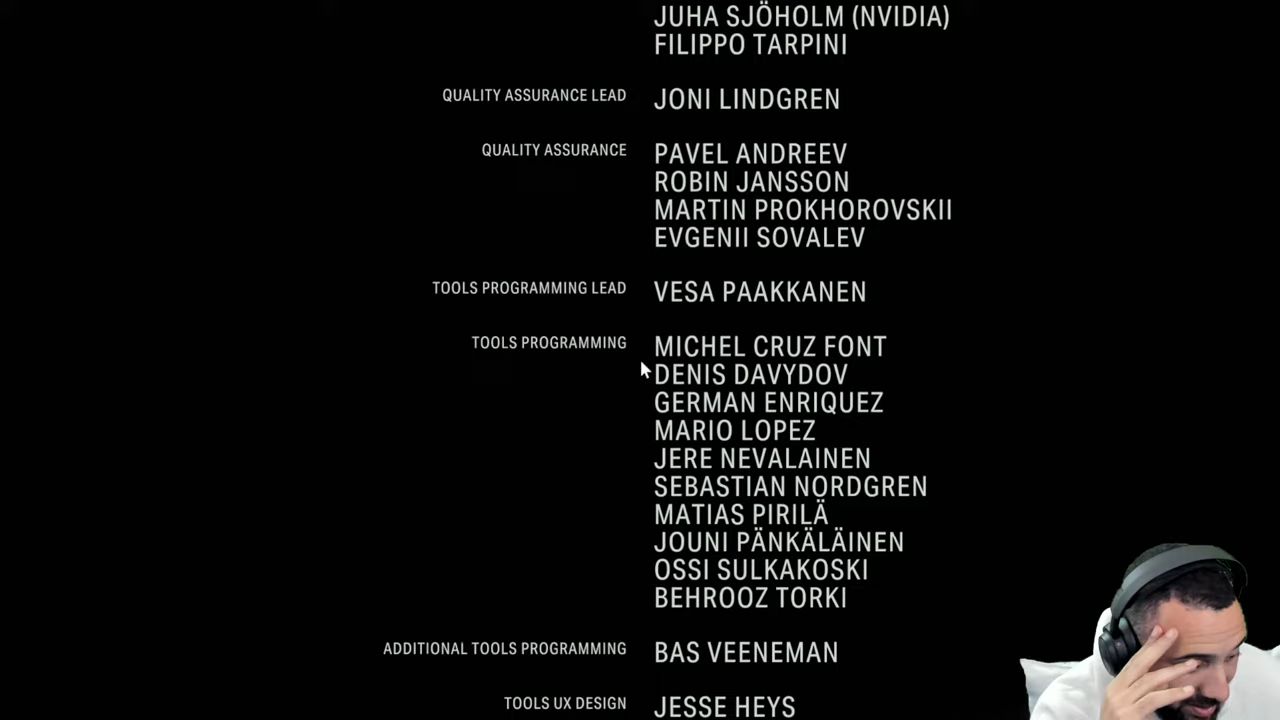 JUHA SJÖHOLM (NVIDIA)
FILIPPO TARPINI
QUALITY ASSURANCE LEAD JONI LINDGREN
QUALITY ASSURANCE PAVEL ANDREEV
ROBIN JANSSON
MARTIN PROKHOROVSKII
EVGENII SOVALEV
TOOLS PROGRAMMING LEAD VESA PAAKKANEN
TOOLS PROGRAMMING MICHEL CRUZ FONT
DENIS DAVYDOV
GERMAN ENRIQUEZ
MARIO LOPEZ
JERE NEVALAINEN
SEBASTIAN NORDGREN
MATIAS PIRILÄ
JOUNI PÄNKÄLÄINEN
OSSI SULKAKOSKI
BEHROOZ TORKI
ADDITIONAL TOOLS PROGRAMMING BAS VEENEMAN
TOOLS UX DESIGN JESSE HEYS